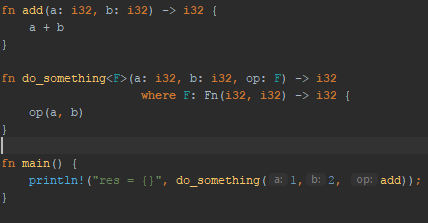 fn add(a: i32, b: i32) -> i32 {
    a + b
}
fn do_something<F>(a: i32, b: i32, op: F) -> i32
                   where F: Fn(i32, i32) -> i32 {
    op(a, b)
}
fn main() {
    println!("res = {}", do_something( a: 1, b: 2, op: add));
}